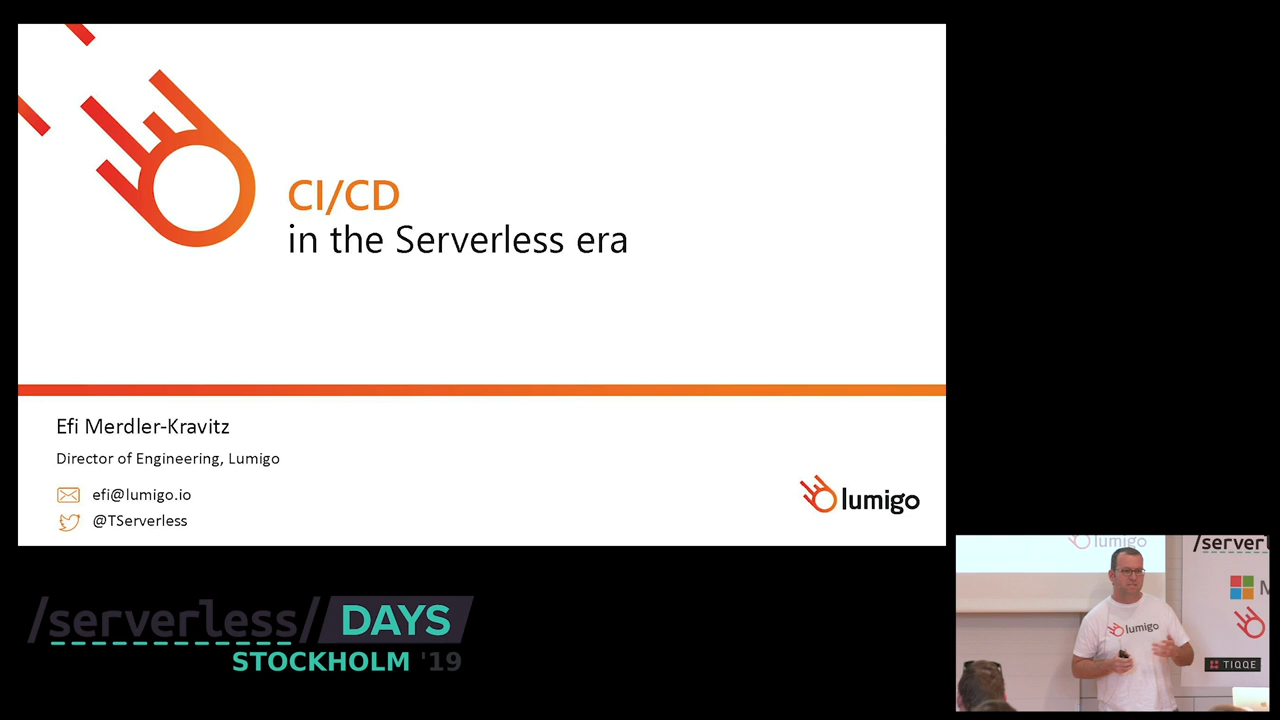 CI/CD
in the Serverless era
Efi Merdler-Kravitz
Director of Engineering, Lumigo
efi@lumigo.io
@TServerless
lumigo
/serverless/ DAYS
STOCKHOLM '19
lumigo
/serverl
M
lumigo
TIQQE